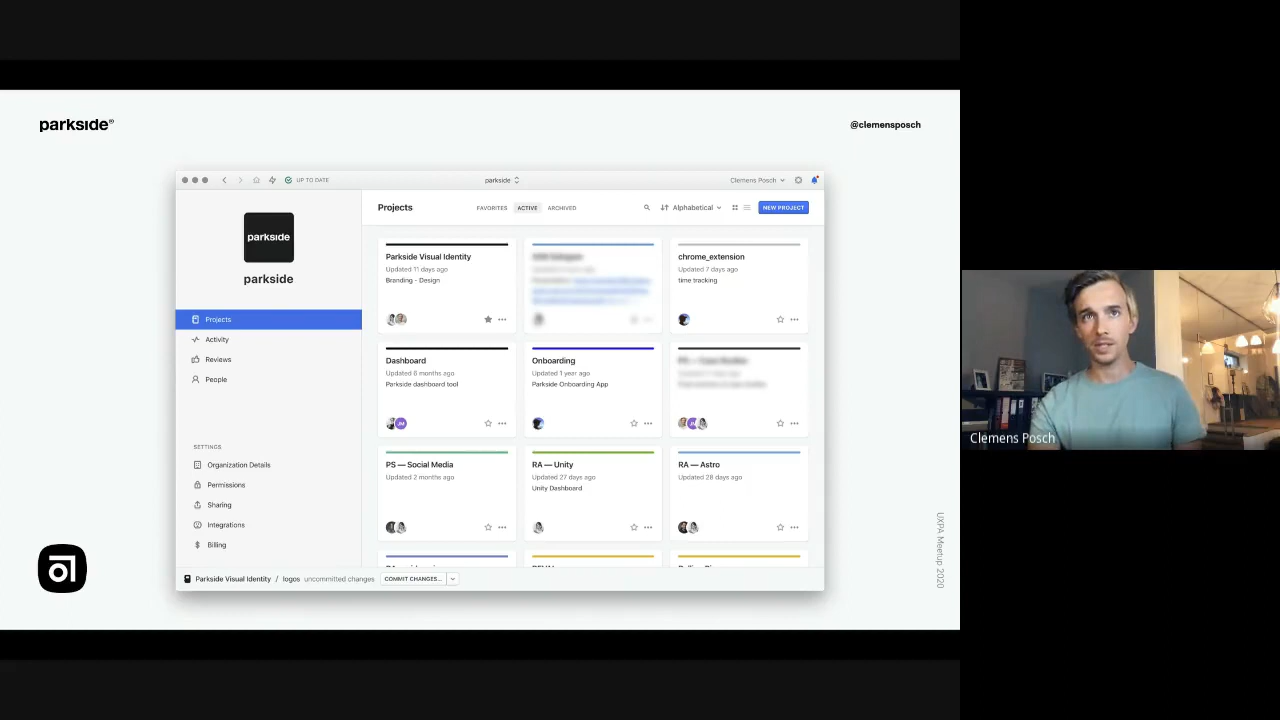 parkside®
@clemensposch
UP TO DATE
parkside
Clemens Posch
parkside
parkside
Projects
Activity
Reviews
People
SETTINGS
Organization Details
Permissions
Sharing
Integrations
Billing
Projects
FAVORITES
ACTIVE
ARCHIVED
Alphabetical
NEW PROJECT
Parkside Visual Identity
Updated 11 days ago
Branding - Design
chrome_extension
Updated 7 days ago
time tracking
Dashboard
Updated 6 months ago
Parkside dashboard tool
JM
Onboarding
Updated 1 year ago
Parkside Onboarding App
JM
PS — Social Media
Updated 2 months ago
RA — Unity
Updated 27 days ago
Unity Dashboard
RA — Astro
Updated 28 days ago
Parkside Visual Identity / logos uncommitted changes COMMIT CHANGES...
UXPA Meetup 2020
Clemens Posch